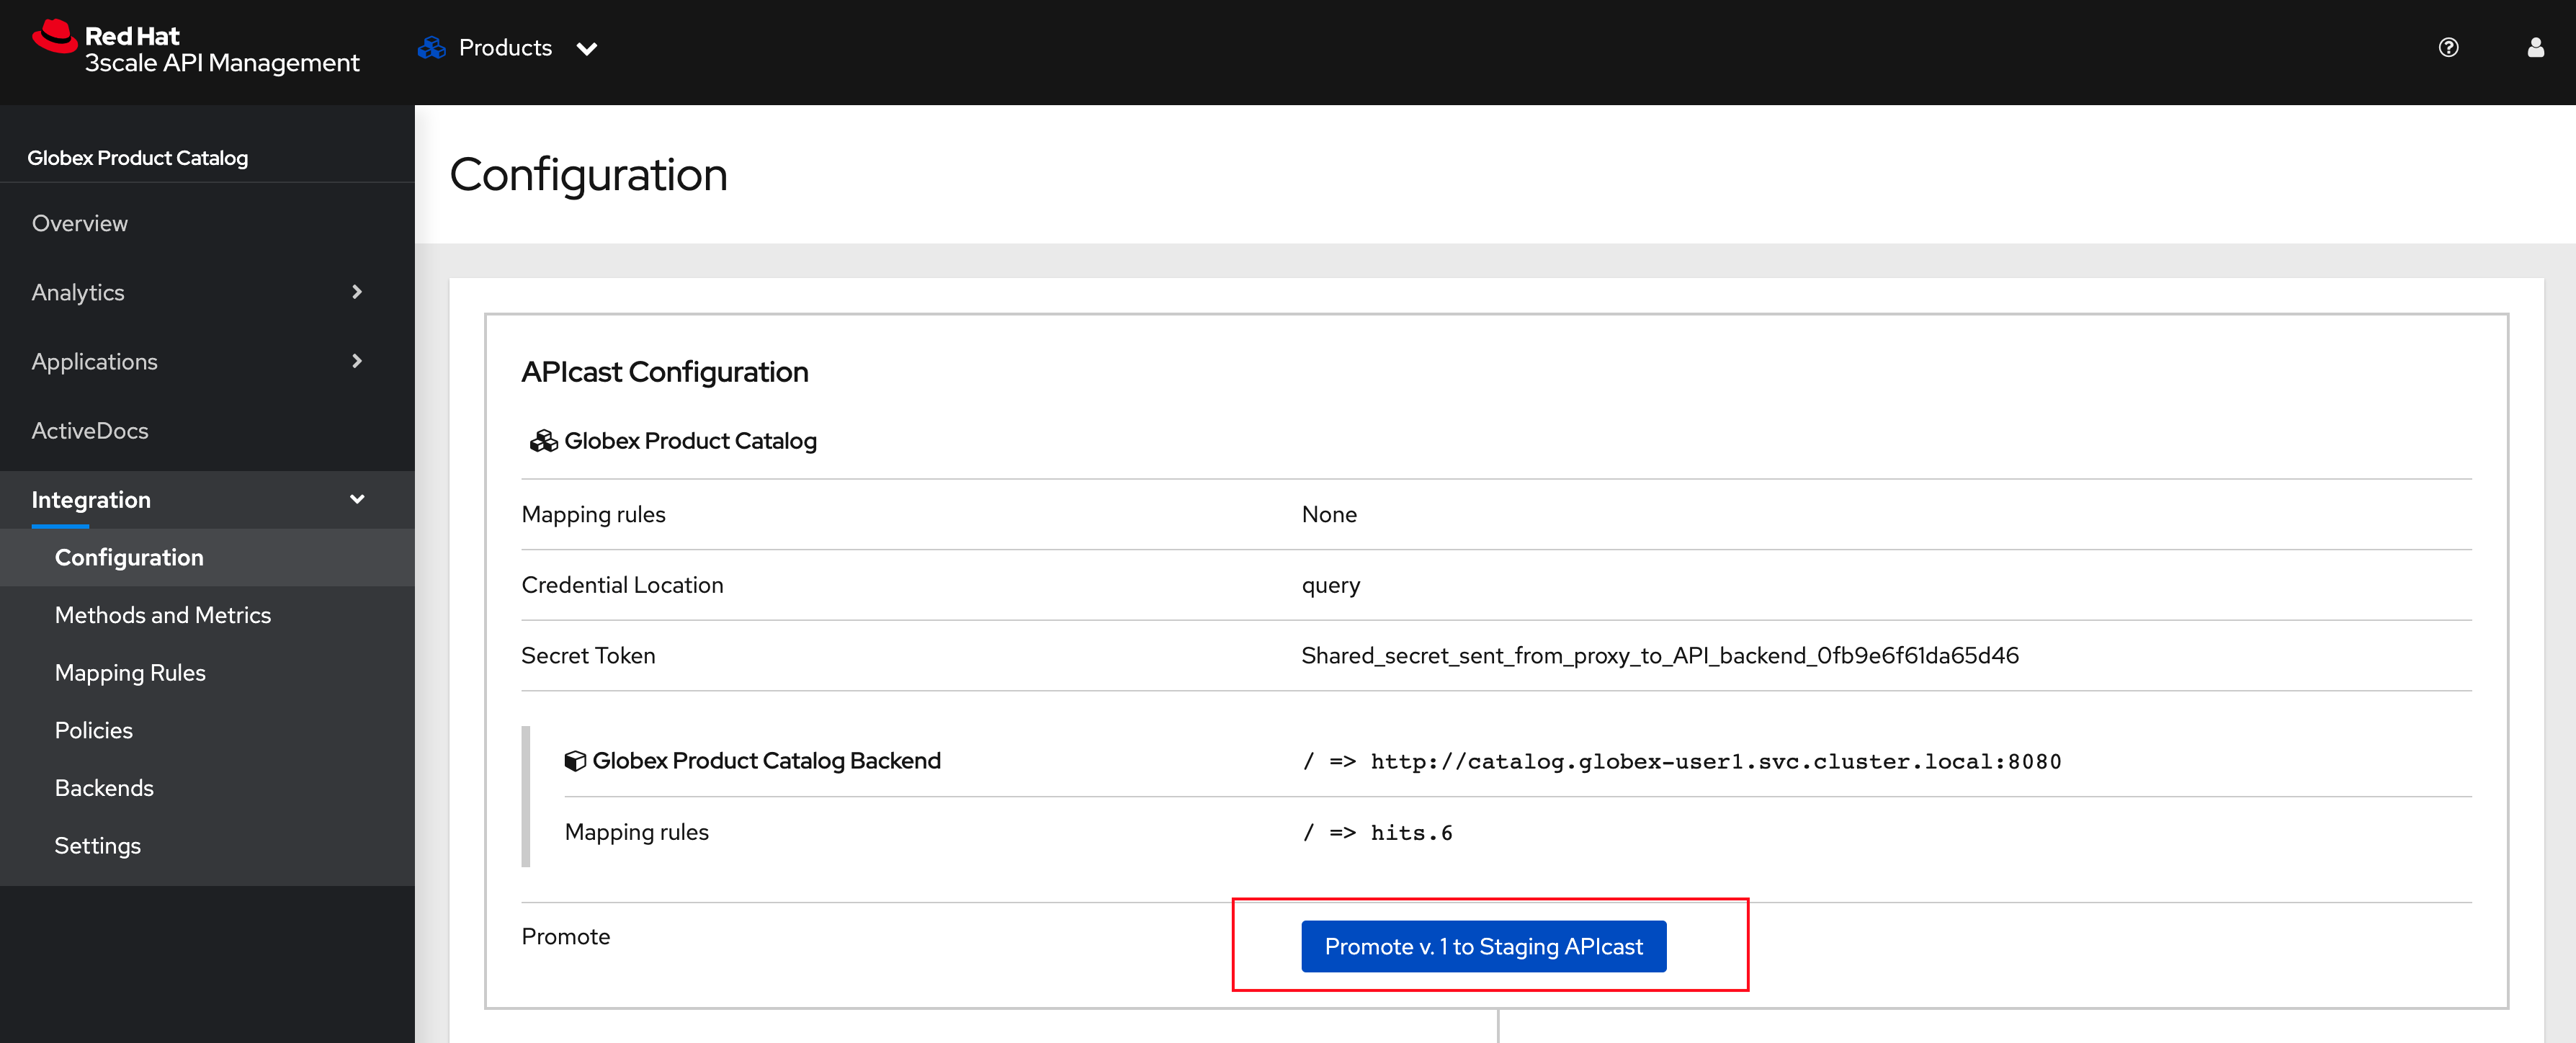 Red Hat
3scale API Management
Products
Globex Product Catalog
Overview
Analytics
Applications
ActiveDocs
Integration
Configuration
Methods and Metrics
Mapping Rules
Policies
Backends
Settings
Configuration
APIcast Configuration
Globex Product Catalog
Mapping rules None
Credential Location query
Secret Token Shared_secret_sent_from_proxy_to_API_backend_0fb9e6f61da65d46
Globex Product Catalog Backend / => http://catalog.globex-user1.svc.cluster.local:8080
Mapping rules / => hits.6
Promote Promote v. 1 to Staging APIcast